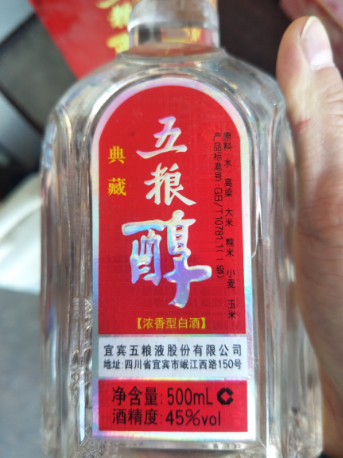 典藏
五粮醇
原料:水、高粱、大米、糯米、小麦、玉米
产品标准号:GB/T10781.1(一级)
【浓香型白酒】
宜宾五粮液股份有限公司
地址:四川省宜宾市岷江西路150号
净含量:500mL C
酒精度:45%vol